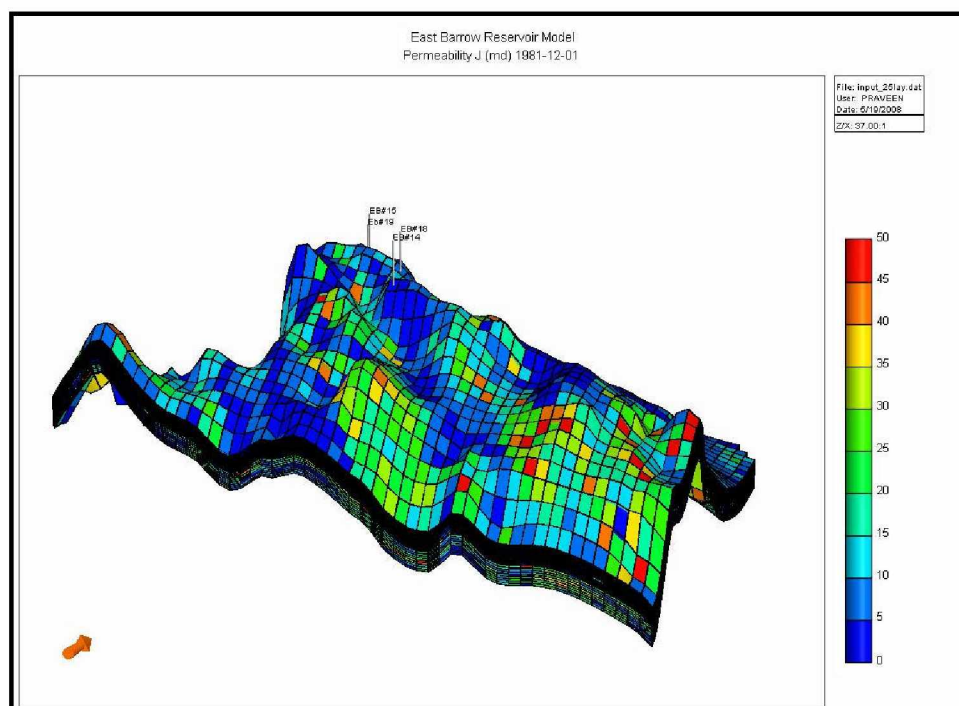 East Barrow Reservoir Model
Permeability J (md) 1981-12-01
File: input_25lay.dat
User: PRAVEEN
Date: 6/19/2008
Z/X: 37.00:1
EB#15
Eb#19
EB#18
EB#14
50
45
40
35
30
25
20
15
10
5
0